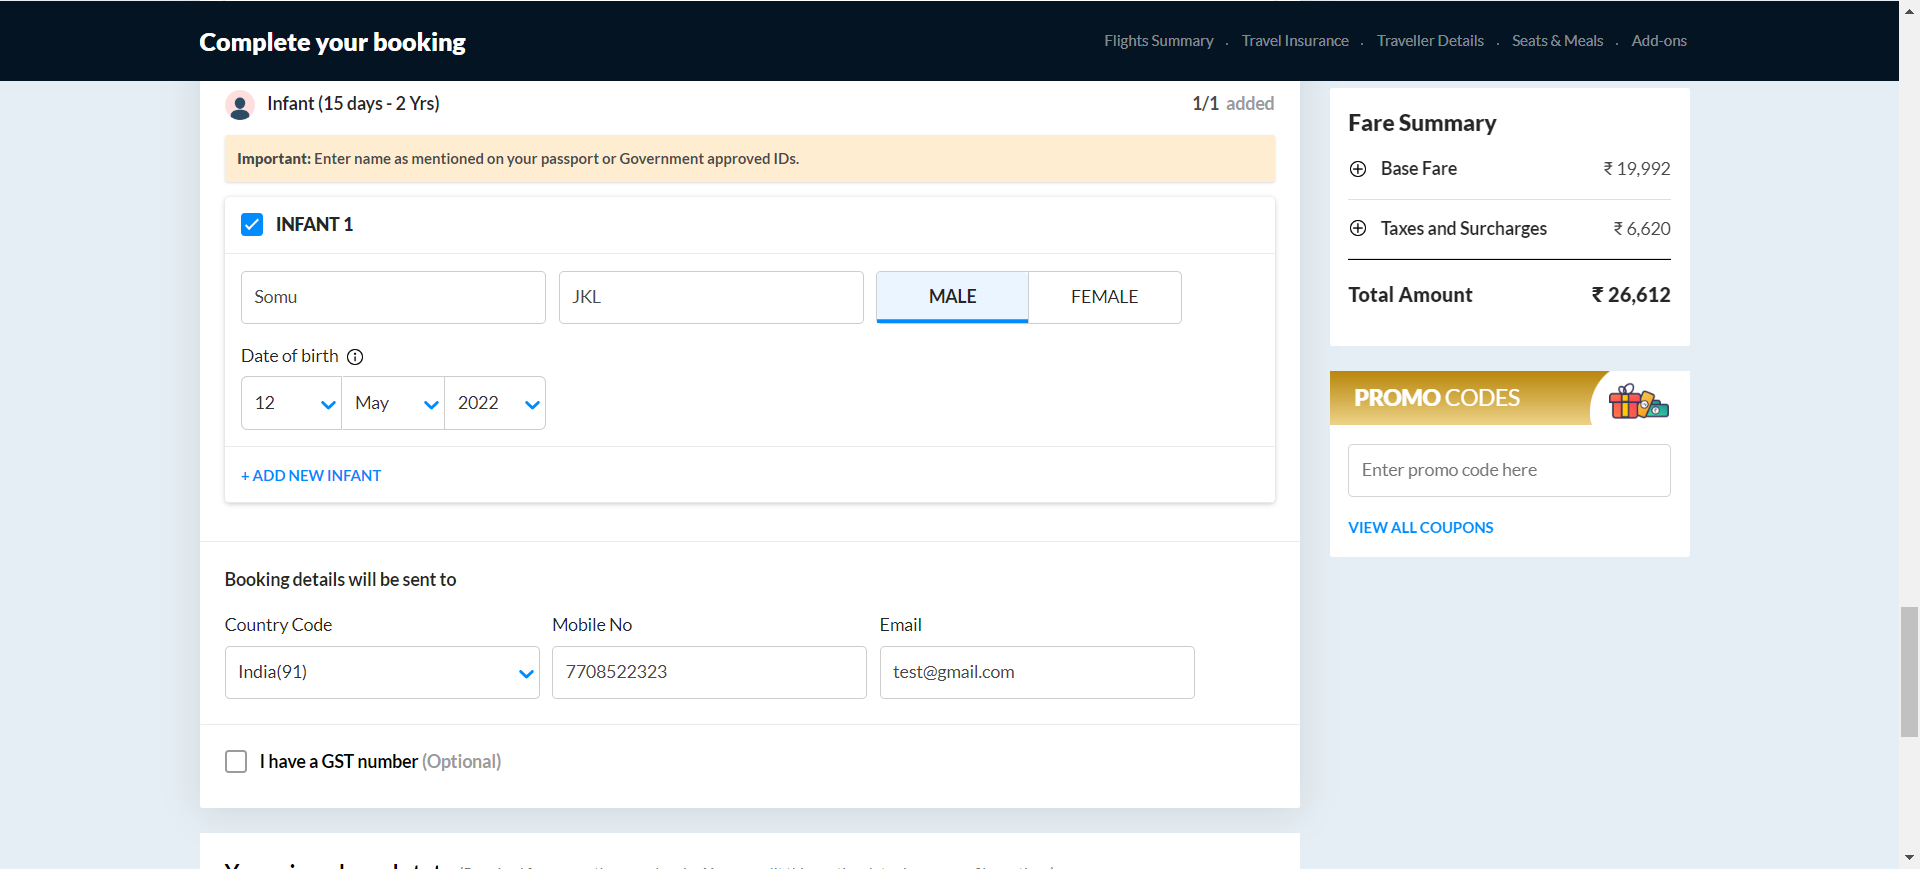 Complete your booking
Flights Summary . Travel Insurance . Traveller Details . Seats & Meals . Add-ons
Infant (15 days - 2 Yrs)
1/1 added
Important: Enter name as mentioned on your passport or Government approved IDs.
INFANT 1
Somu
JKL
MALE
FEMALE
Date of birth
12
May
2022
+ ADD NEW INFANT
Booking details will be sent to
Country Code
Mobile No
Email
India(91)
7708522323
test@gmail.com
I have a GST number (Optional)
Fare Summary
Base Fare
₹ 19,992
Taxes and Surcharges
₹ 6,620
Total Amount
₹ 26,612
PROMO CODES
Enter promo code here
VIEW ALL COUPONS